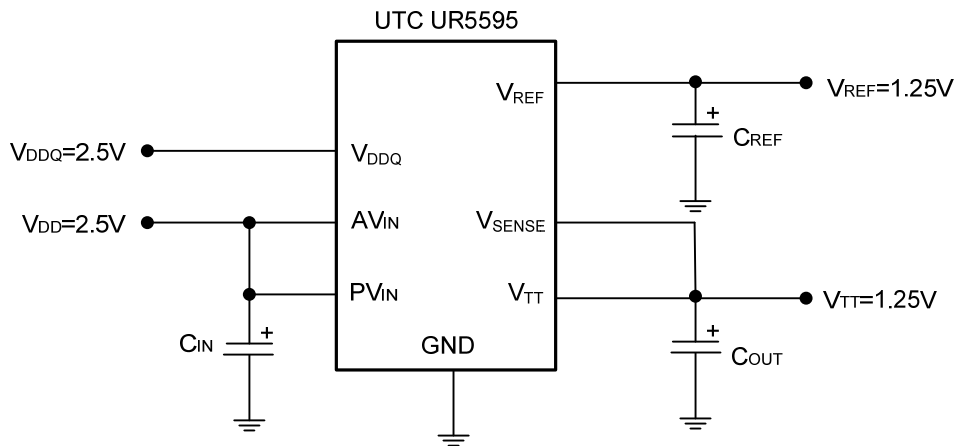 UTC UR5595
VREF
VREF=1.25V
+
CREF
VDDQ=2.5V
VDDQ
VDD=2.5V
AVIN
VSENSE
PVIN
VTT
VTT=1.25V
CIN
+
GND
+
COUT